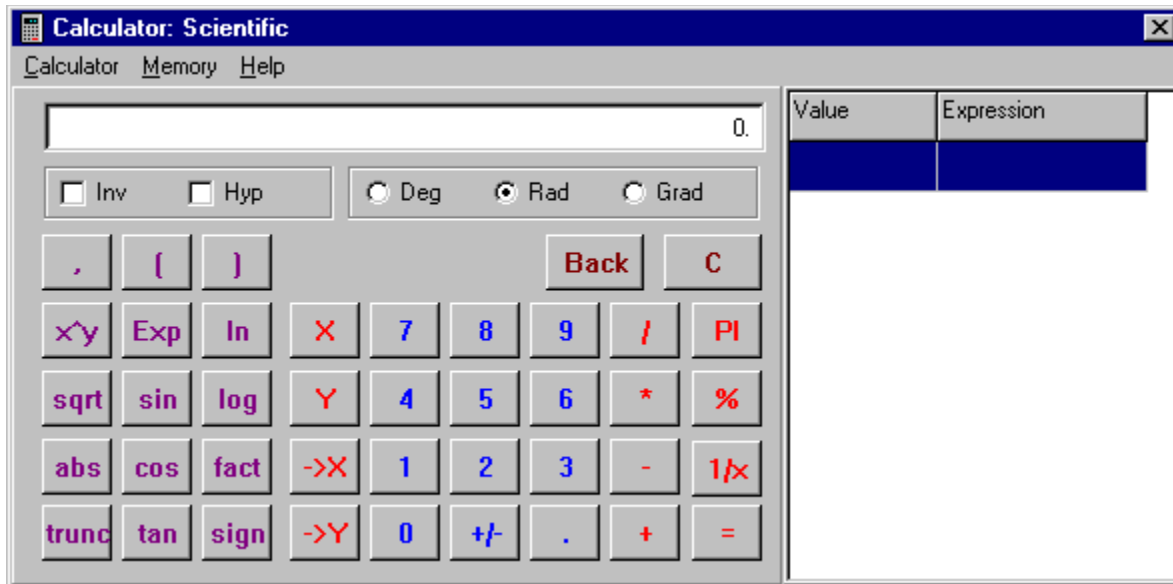 Calculator: Scientific
Calculator Memory Help
0.
Value Expression
Inv Hyp Deg Rad Grad
, ( ) Back C
x^y Exp ln X 7 8 9 / PI
sqrt sin log Y 4 5 6 * %
abs cos fact ->X 1 2 3 - 1/x
trunc tan sign ->Y 0 +/- . + =